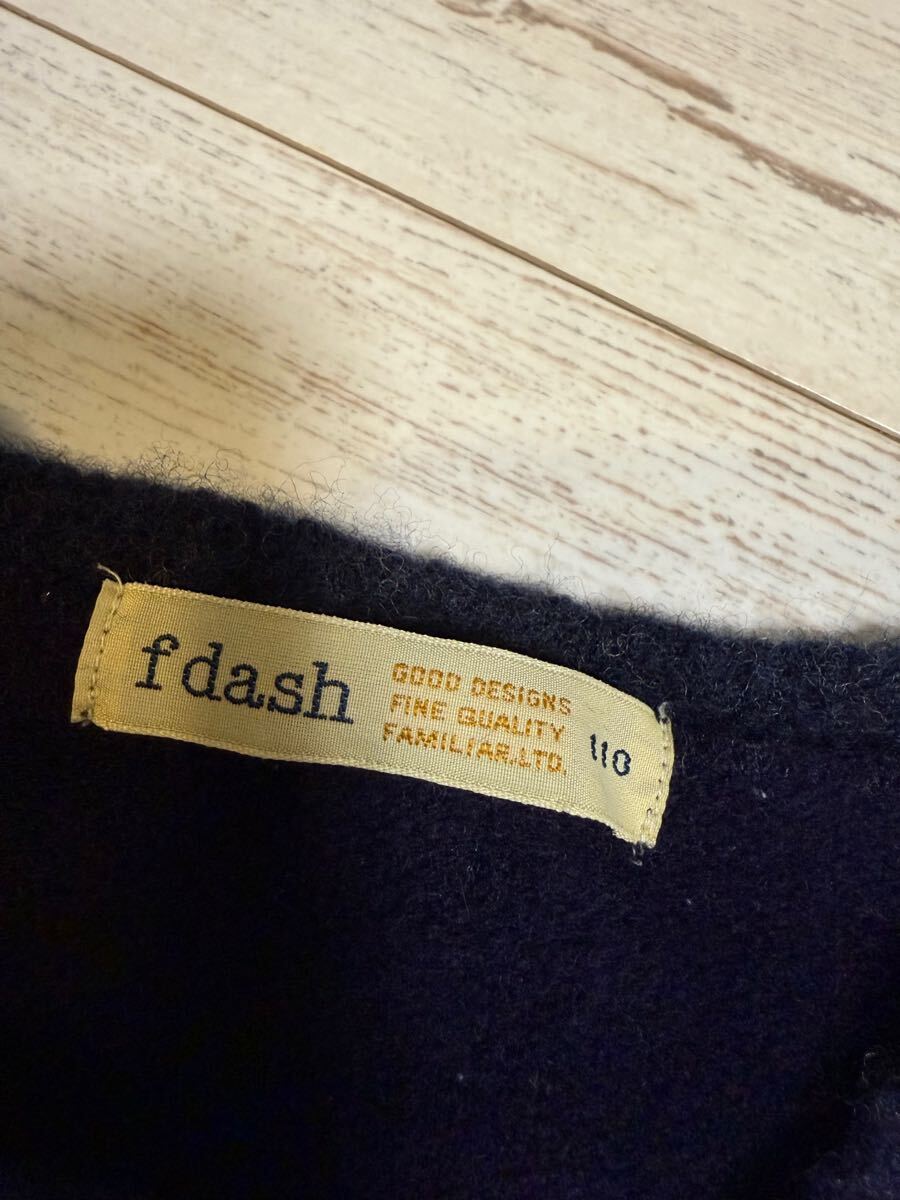 fdash
GOOD DESIGNS
FINE QUALITY
FAMILIAR.LTD.
110